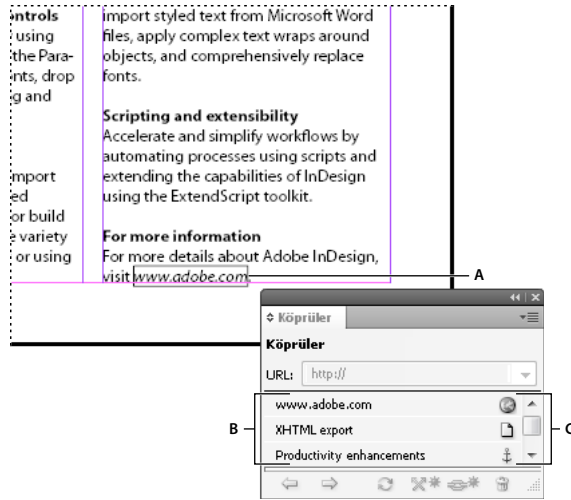 ntrols
using
the Para-
nts, drop
g and
mport
ed
or build
e variety
or using
import styled text from Microsoft Word
files, apply complex text wraps around
objects, and comprehensively replace
fonts.
Scripting and extensibility
Accelerate and simplify workflows by
automating processes using scripts and
extending the capabilities of InDesign
using the ExtendScript toolkit.
For more information
For more details about Adobe InDesign,
visit www.adobe.com.
A
Köprüler
Köprüler
URL: http://
www.adobe.com
B
XHTML export
C
Productivity enhancements